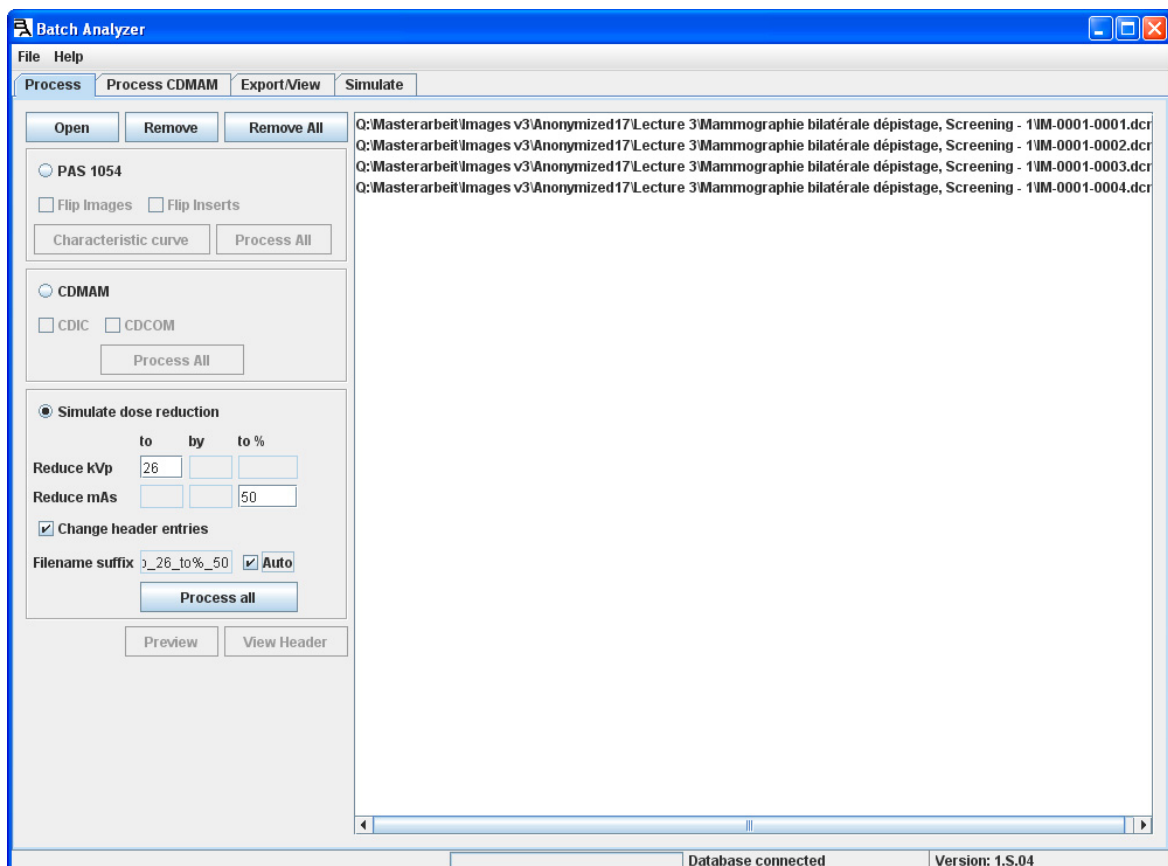 Batch Analyzer
File Help
Process Process CDMAM Export/View Simulate
Open Remove Remove All
PAS 1054
Flip Images Flip Inserts
Characteristic curve Process All
CDMAM
CDIC CDCOM
Process All
Simulate dose reduction
to by to %
Reduce kVp 26
Reduce mAs 50
Change header entries
Filename suffix _26_to%_50 Auto
Process all
Preview View Header
Q:\Masterarbeit\Images v3\Anonymized17\Lecture 3\Mammographie bilatérale dépistage, Screening - 1\IM-0001-0001.dcr
Q:\Masterarbeit\Images v3\Anonymized17\Lecture 3\Mammographie bilatérale dépistage, Screening - 1\IM-0001-0002.dcr
Q:\Masterarbeit\Images v3\Anonymized17\Lecture 3\Mammographie bilatérale dépistage, Screening - 1\IM-0001-0003.dcr
Q:\Masterarbeit\Images v3\Anonymized17\Lecture 3\Mammographie bilatérale dépistage, Screening - 1\IM-0001-0004.dcr
Database connected Version: 1.S.04